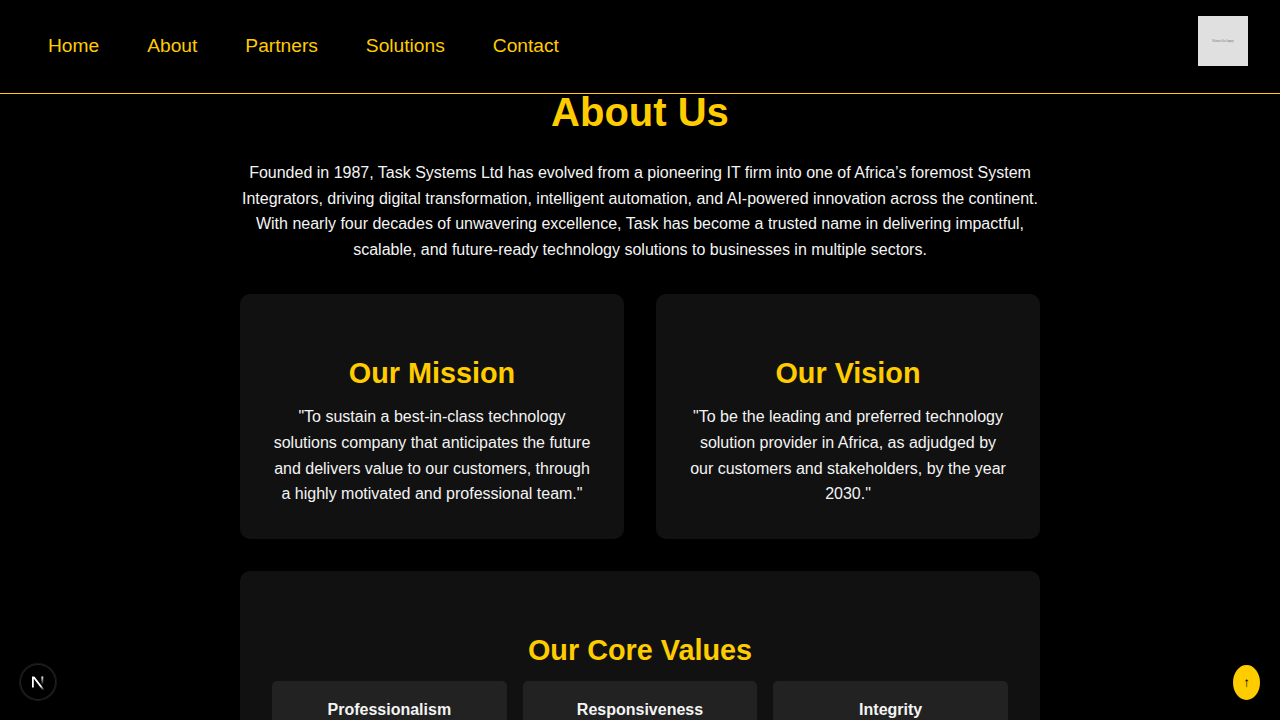 Home About Partners Solutions Contact
About Us
Founded in 1987, Task Systems Ltd has evolved from a pioneering IT firm into one of Africa's foremost System
Integrators, driving digital transformation, intelligent automation, and AI-powered innovation across the continent.
With nearly four decades of unwavering excellence, Task has become a trusted name in delivering impactful,
scalable, and future-ready technology solutions to businesses in multiple sectors.
Our Mission
"To sustain a best-in-class technology
solutions company that anticipates the future
and delivers value to our customers, through
a highly motivated and professional team."
Our Vision
"To be the leading and preferred technology
solution provider in Africa, as adjudged by
our customers and stakeholders, by the year
2030."
Our Core Values
Professionalism
Responsiveness
Integrity
N
↑